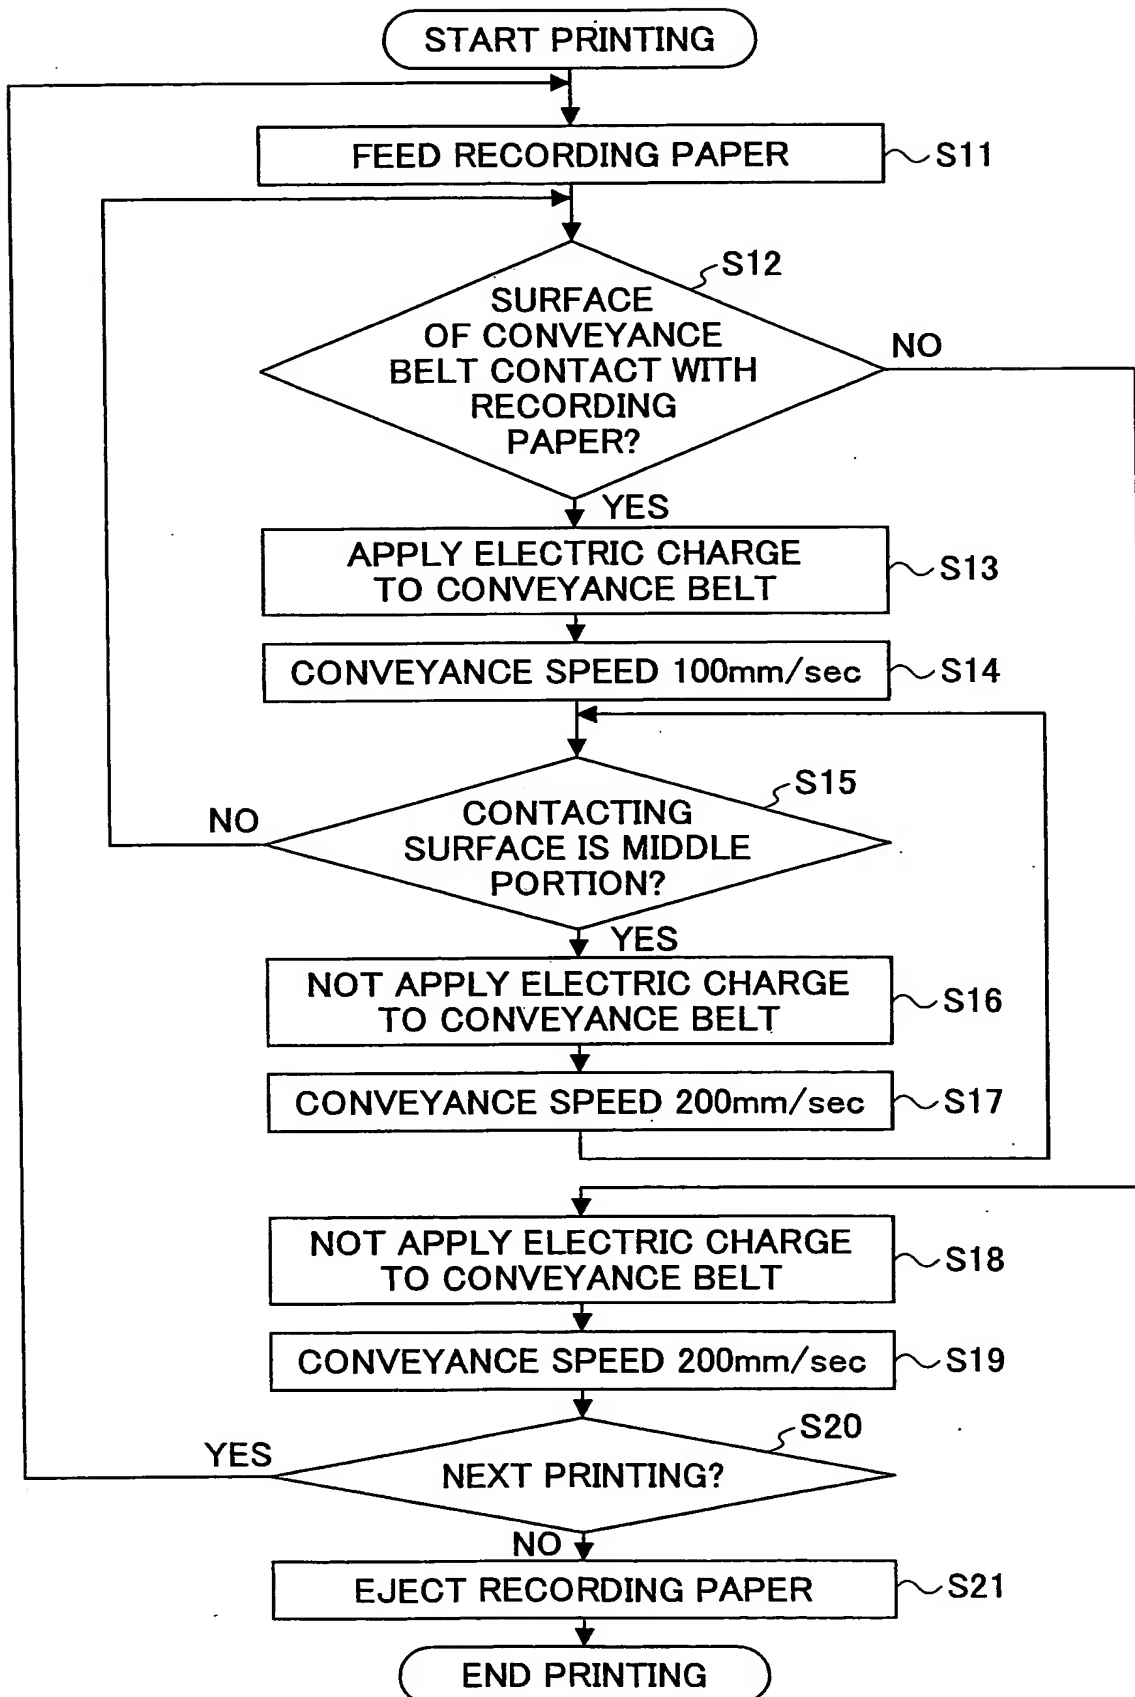 START PRINTING
FEED RECORDING PAPER
S11
S12
SURFACE
OF CONVEYANCE
BELT CONTACT WITH
RECORDING
PAPER?
NO
YES
APPLY ELECTRIC CHARGE
TO CONVEYANCE BELT
S13
CONVEYANCE SPEED 100mm/sec
S14
S15
CONTACTING
SURFACE IS MIDDLE
PORTION?
NO
YES
NOT APPLY ELECTRIC CHARGE
TO CONVEYANCE BELT
S16
CONVEYANCE SPEED 200mm/sec
S17
NOT APPLY ELECTRIC CHARGE
TO CONVEYANCE BELT
S18
CONVEYANCE SPEED 200mm/sec
S19
S20
YES
NEXT PRINTING?
NO
EJECT RECORDING PAPER
S21
END PRINTING